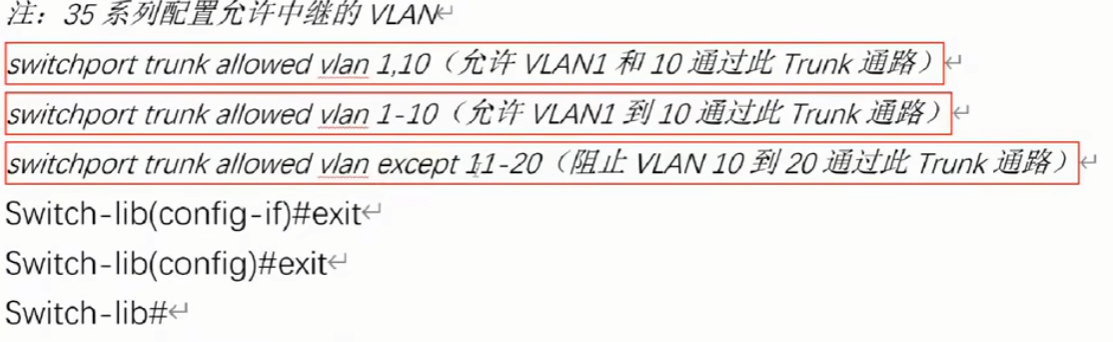 注：35 系列配置允许中继的 VLAN↵
switchport trunk allowed vlan 1,10（允许 VLAN1 和 10 通过此 Trunk 通路）↵
switchport trunk allowed vlan 1-10（允许 VLAN1 到 10 通过此 Trunk 通路）↵
switchport trunk allowed vlan except 11-20（阻止 VLAN 10 到 20 通过此 Trunk 通路）↵
Switch-lib(config-if)#exit↵
Switch-lib(config)#exit↵
Switch-lib#↵